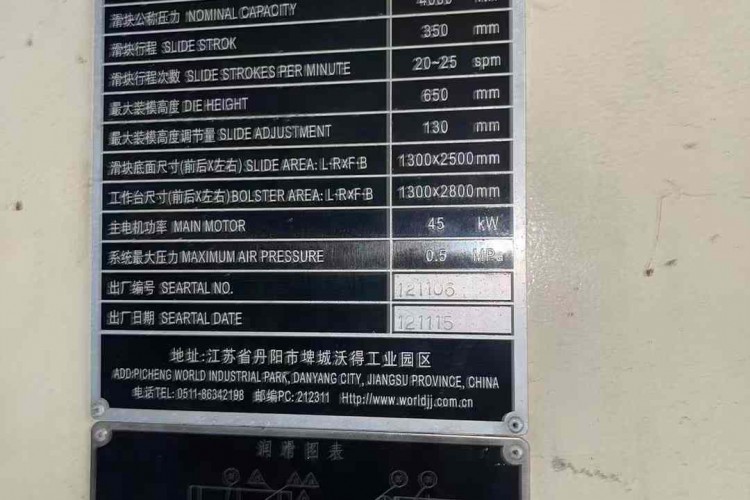 滑块公称压力 NOMINAL CAPACITY
滑块行程 SLIDE STROK 350 mm
滑块行程次数 SLIDE STROKES PER MINUTE 20~25 spm
最大装模高度 DIE HEIGHT 650 mm
最大装模高度调节量 SLIDE ADJUSTMENT 130 mm
滑块底面尺寸(前后X左右) SLIDE AREA: L-R×F-B 1300×2500mm
工作台尺寸(前后X左右) BOLSTER AREA: L-R×F-B 1300×2800mm
主电机功率 MAIN MOTOR 45 kW
系统最大压力 MAXIMUM AIR PRESSURE 0.5 MPa
出厂编号 SEARTAL NO. 121106
出厂日期 SEARTAL DATE 121115
地址:江苏省丹阳市埤城沃得工业园区
ADD:PICHENG WORLD INDUSTRIAL PARK, DANYANG CITY, JIANGSU PROVINCE, CHINA
电话TEL: 0511-86342198 邮编PC: 212311 Http://www.worldjj.com.cn
润滑图表